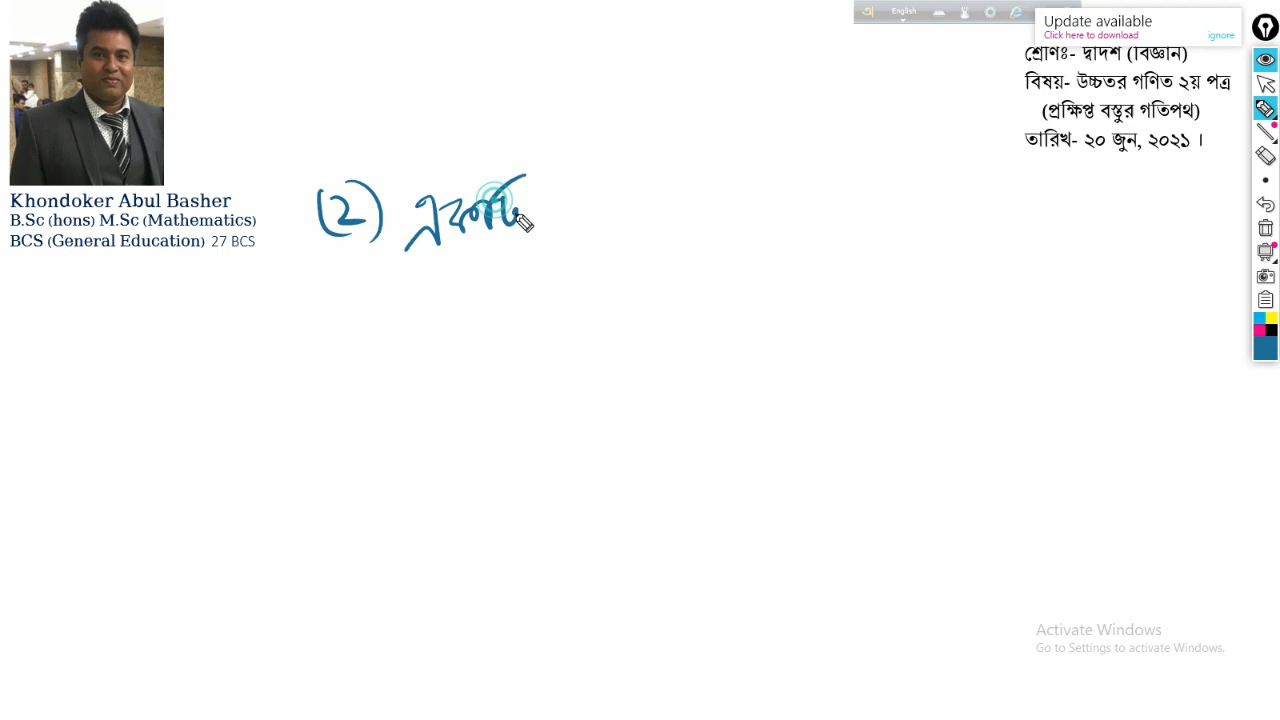 English
Update available
Click here to download
ignore
শ্রেণিঃ- দ্বাদশ (বিজ্ঞান)
বিষয়- উচ্চতর গণিত ২য় পত্র
(প্রক্ষিপ্ত বস্তুর গতিপথ)
তারিখ- ২০ জুন, ২০২১ ।
Khondoker Abul Basher
B.Sc (hons) M.Sc (Mathematics)
BCS (General Education) 27 BCS
(2)
Activate Windows
Go to Settings to activate Windows.